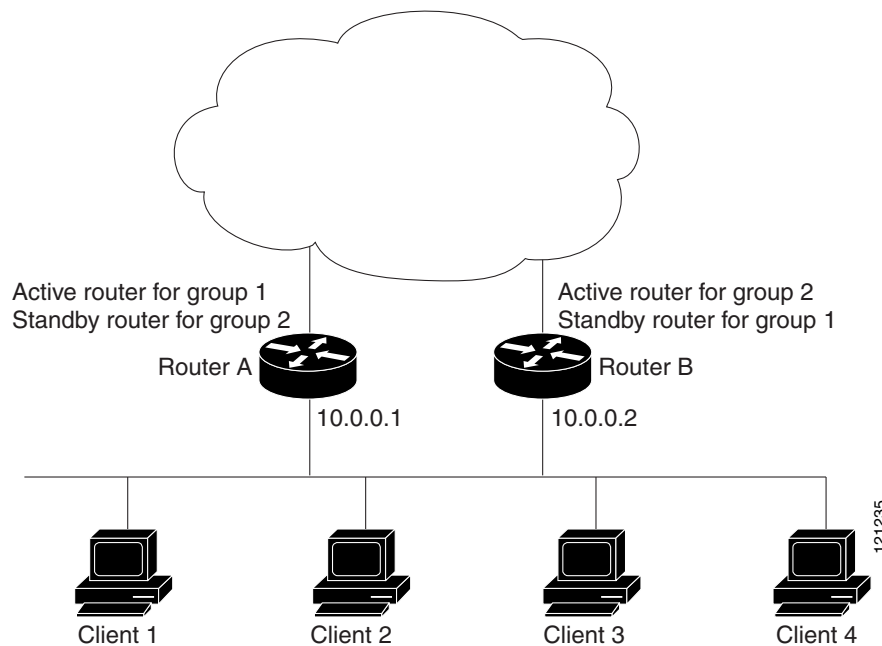 Active router for group 1
Standby router for group 2
Router A
10.0.0.1
Active router for group 2
Standby router for group 1
Router B
10.0.0.2
Client 1
Client 2
Client 3
Client 4
121235